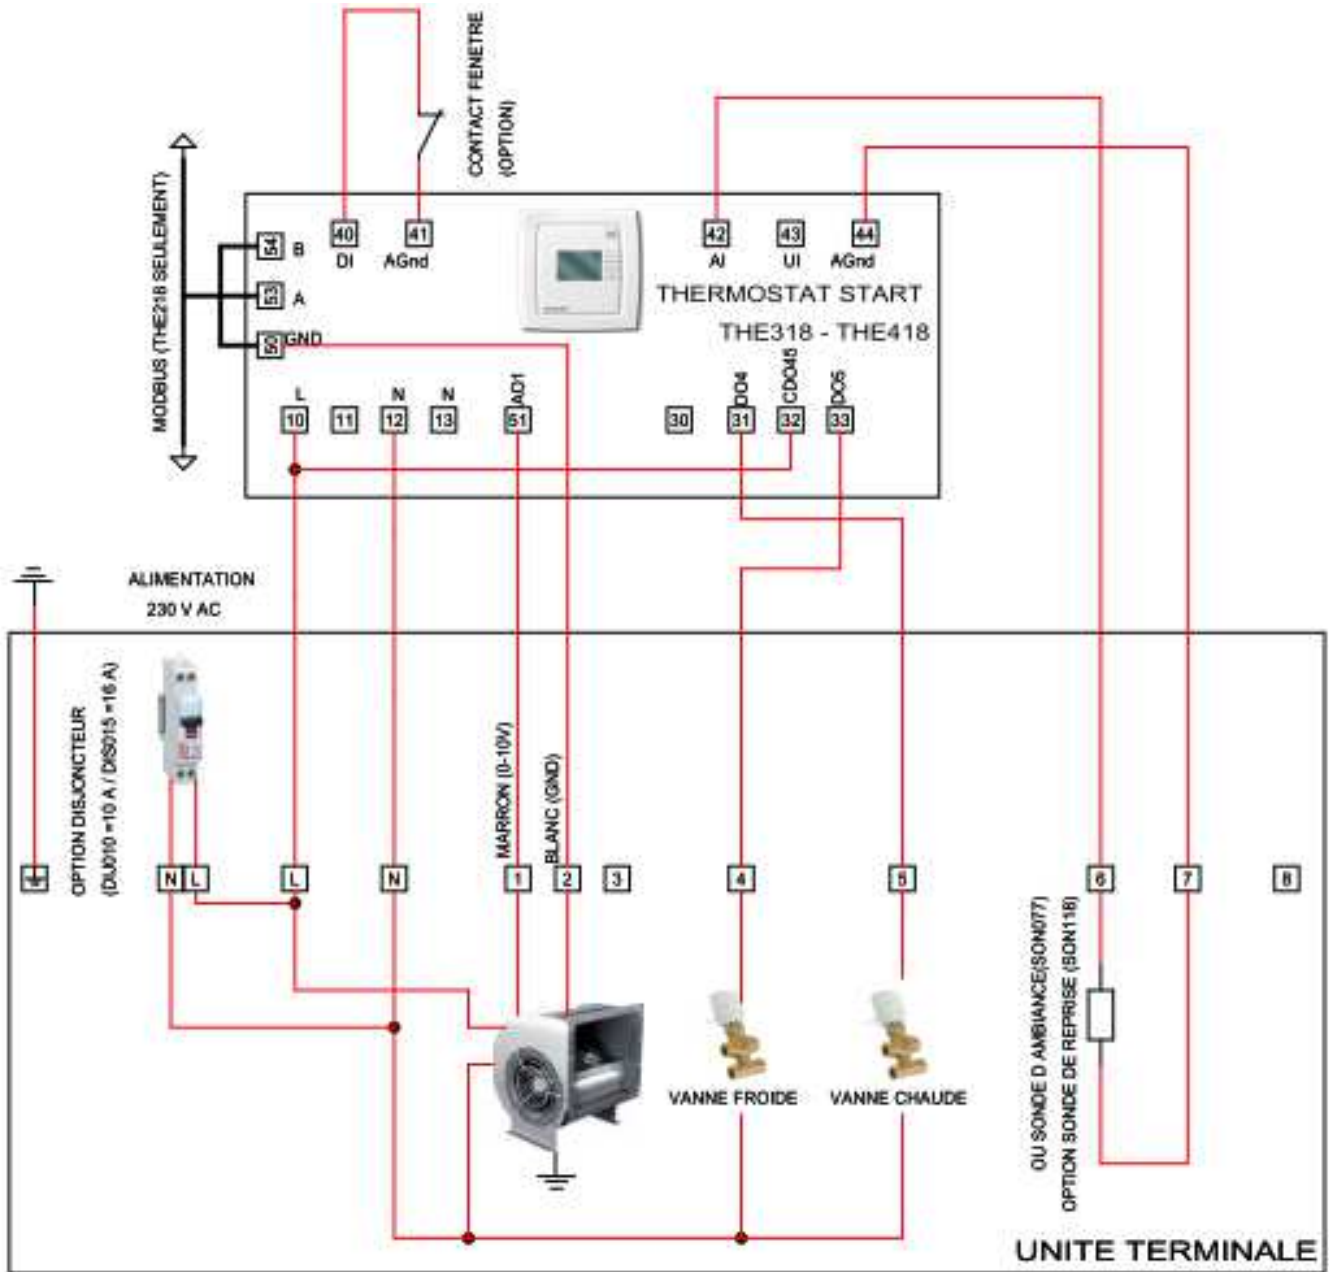 CONTACT FENETRE
(OPTION)
MODBUS (THE218 SEULEMENT)
54 B
53 A
50 GND
40
DI
41
AGnd
42
AI
43
UI
44
AGnd
THERMOSTAT START
THE318 - THE418
L
10
11
N
12
N
13
AO1
51
30
DO4
31
CDO45
32
DO5
33
ALIMENTATION
230 V AC
OPTION DISJONCTEUR
(DIJ010 =10 A / DIS015 =16 A)
MARRON (0-10V)
BLANC (GND)
N
L
L
N
1
2
3
4
5
6
7
8
VANNE FROIDE
VANNE CHAUDE
OU SONDE D AMBIANCE(SON077)
OPTION SONDE DE REPRISE (SON118)
UNITE TERMINALE